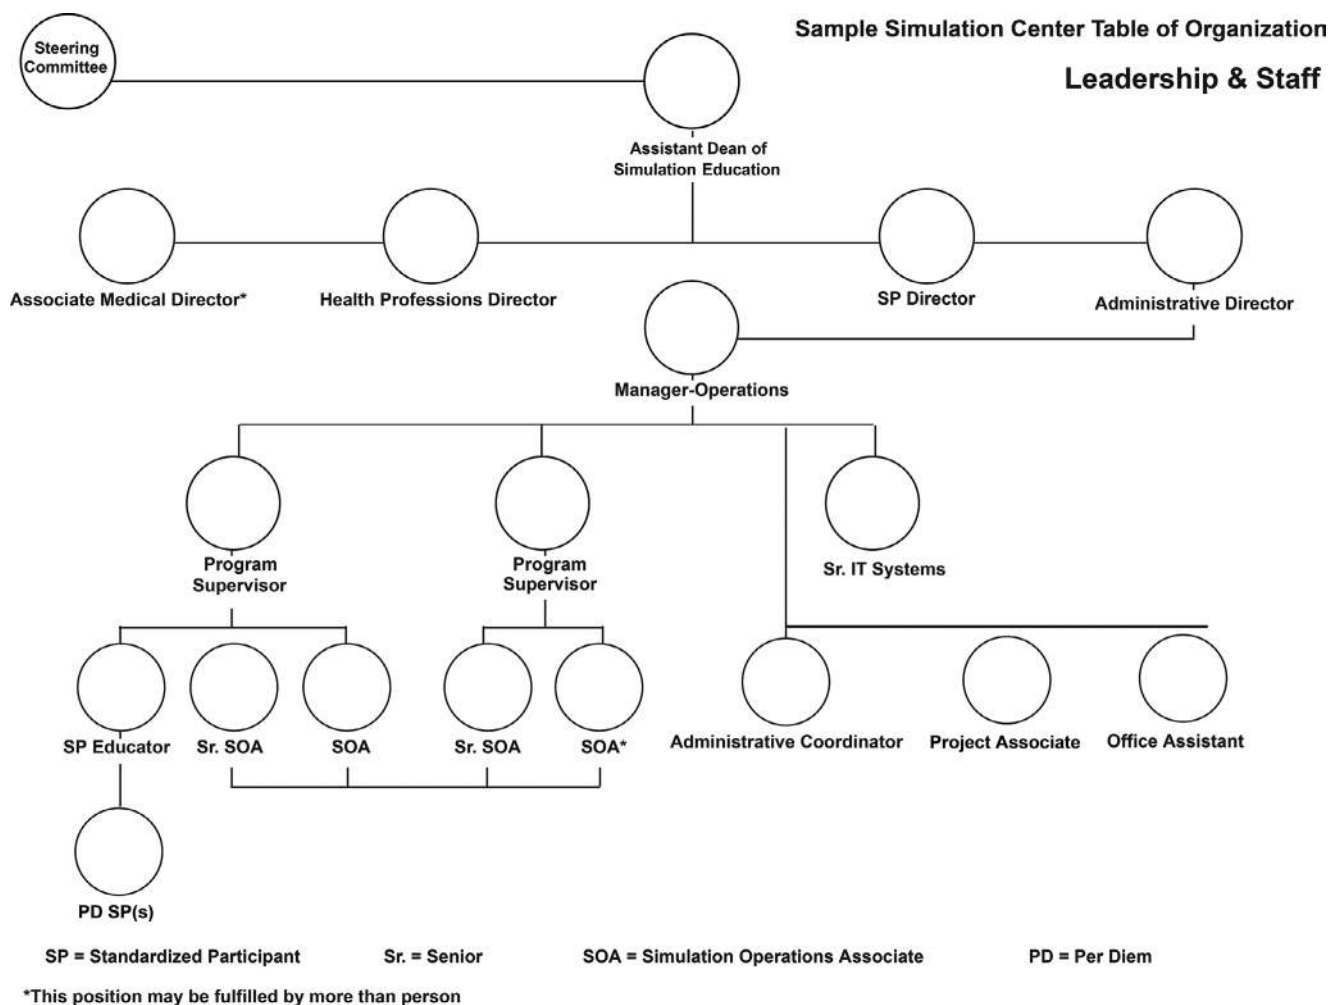 Sample Simulation Center Table of Organization
Leadership & Staff
Steering
Committee
Assistant Dean of
Simulation Education
Associate Medical Director*
Health Professions Director
SP Director
Administrative Director
Manager-Operations
Program
Supervisor
Program
Supervisor
Sr. IT Systems
SP Educator
Sr. SOA
SOA
Sr. SOA
SOA*
Administrative Coordinator
Project Associate
Office Assistant
PD SP(s)
SP = Standardized Participant
Sr. = Senior
SOA = Simulation Operations Associate
PD = Per Diem
*This position may be fulfilled by more than person